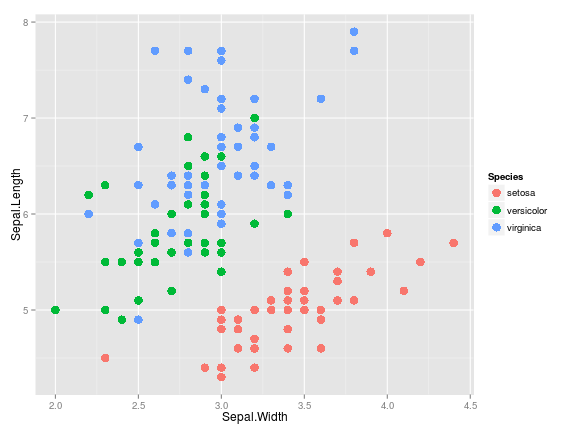 8
7
6
5
Sepal.Length
2.0 2.5 3.0 3.5 4.0 4.5
Sepal.Width
Species
setosa
versicolor
virginica